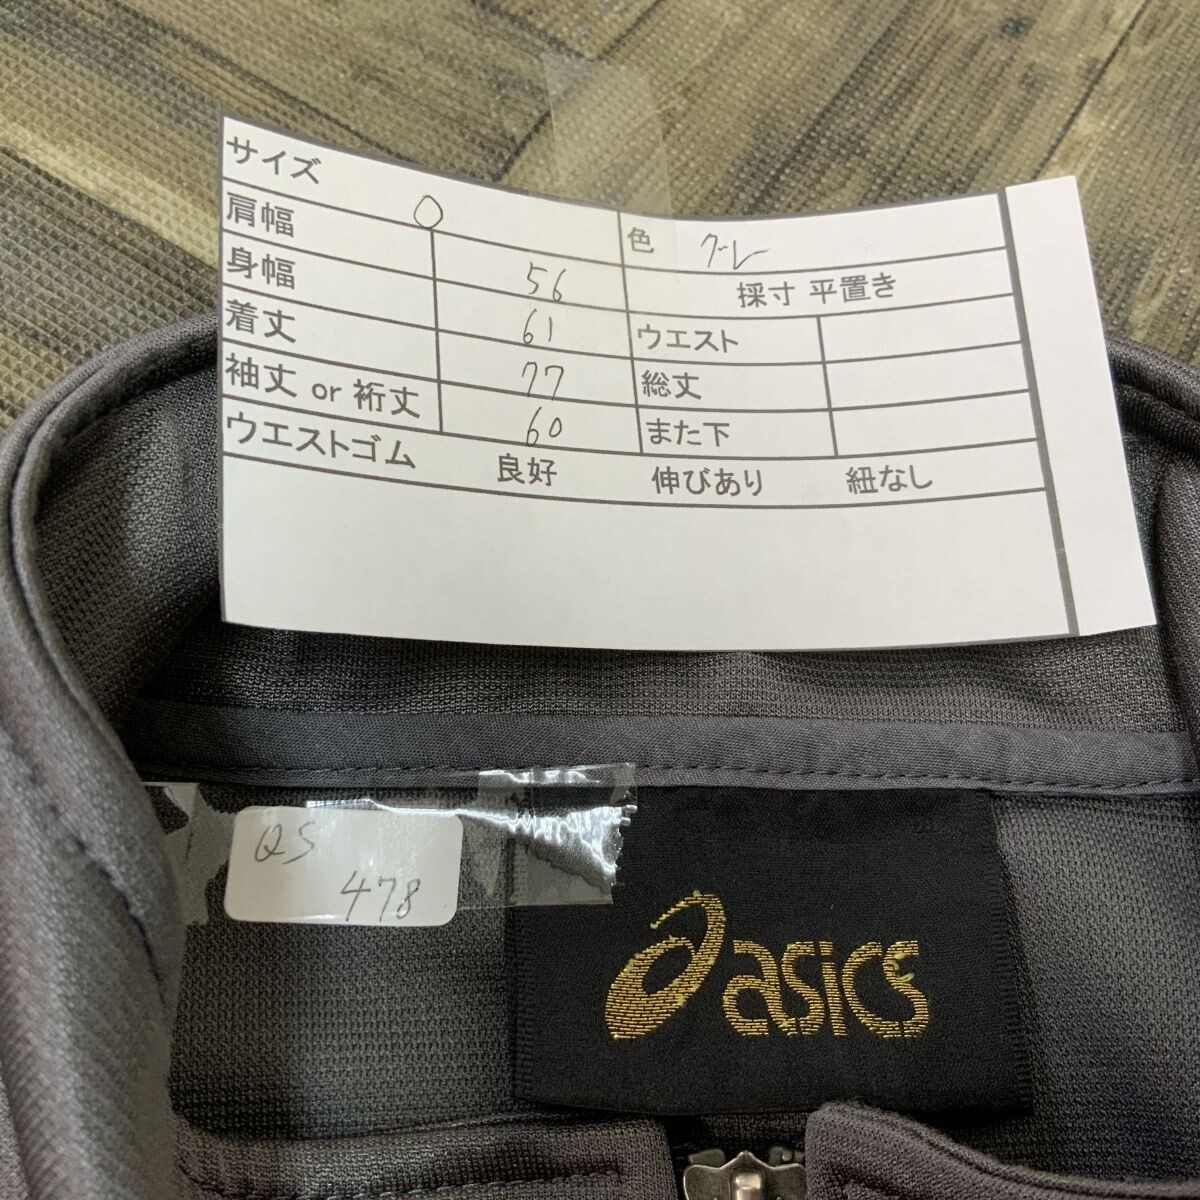 サイズ O 色 グレー
肩幅 56 採寸 平置き
身幅 61 ウエスト
着丈 77 総丈
袖丈 or 裄丈 60 また下
ウエストゴム 良好 伸びあり 紐なし
QS
478
asics